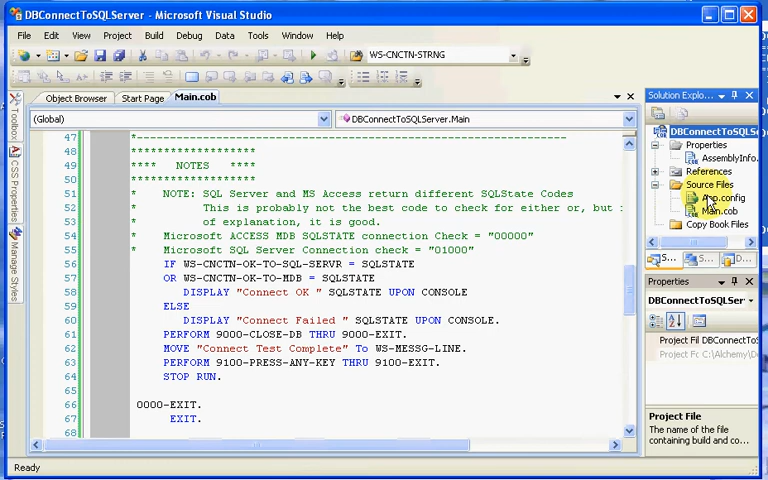 DBConnectToSQLServer - Microsoft Visual Studio
File Edit View Project Build Debug Data Tools Window Help
WS-CNCTN-STRNG
Object Browser Start Page Main.cob
(Global) DBConnectToSQLServer.Main
Toolbox
CSS Properties
Manage Styles
47 *-----------------------------------------------------------------
48 *******************
49 **** NOTES ****
50 *******************
51 * NOTE: SQL Server and MS Access return different SQLState Codes
52 * This is probably not the best code to check for either or, but
53 * of explanation, it is good.
54 * Microsoft ACCESS MDB SQLSTATE connection Check = "00000"
55 * Microsoft SQL Server Connection check = "01000"
56 IF WS-CNCTN-OK-TO-SQL-SERVR = SQLSTATE
57 OR WS-CNCTN-OK-TO-MDB = SQLSTATE
58 DISPLAY "Connect OK " SQLSTATE UPON CONSOLE
59 ELSE
60 DISPLAY "Connect Failed " SQLSTATE UPON CONSOLE.
61 PERFORM 9000-CLOSE-DB THRU 9000-EXIT.
62 MOVE "Connect Test Complete" To WS-MESSG-LINE.
63 PERFORM 9100-PRESS-ANY-KEY THRU 9100-EXIT.
64 STOP RUN.
65
66 0000-EXIT.
67 EXIT.
68
Solution Explo...
DBConnectToSQLS
Properties
AssemblyInfo.
References
Source Files
App.config
Main.cob
Copy Book Files
S... S... D...
Properties
DBConnectToSQLSer
Project Fil DBConnectTo
Project Fc C:\Alchemy\D
Project File
The name of the file
containing build and co...
Ready